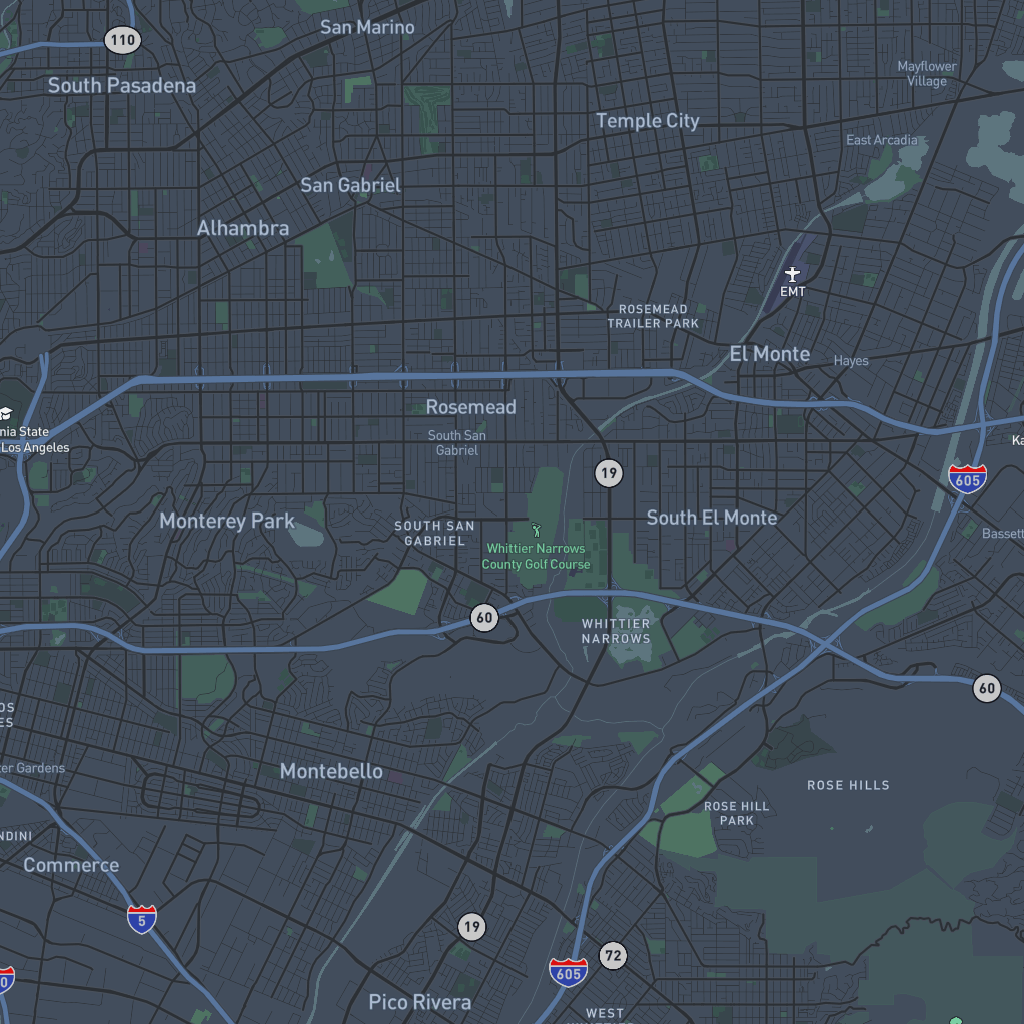 San Marino
110
South Pasadena
Mayflower
Village
Temple City
East Arcadia
San Gabriel
Alhambra
EMT
ROSEMEAD
TRAILER PARK
El Monte
Hayes
Rosemead
nia State
Los Angeles
South San
Gabriel
Ka
19
605
Monterey Park
SOUTH SAN
GABRIEL
South El Monte
Bassett
Whittier Narrows
County Golf Course
60
WHITTIER
NARROWS
60
OS
ES
ter Gardens
Montebello
ROSE HILLS
ROSE HILL
PARK
NDINI
Commerce
5
19
72
605
0
Pico Rivera
WEST